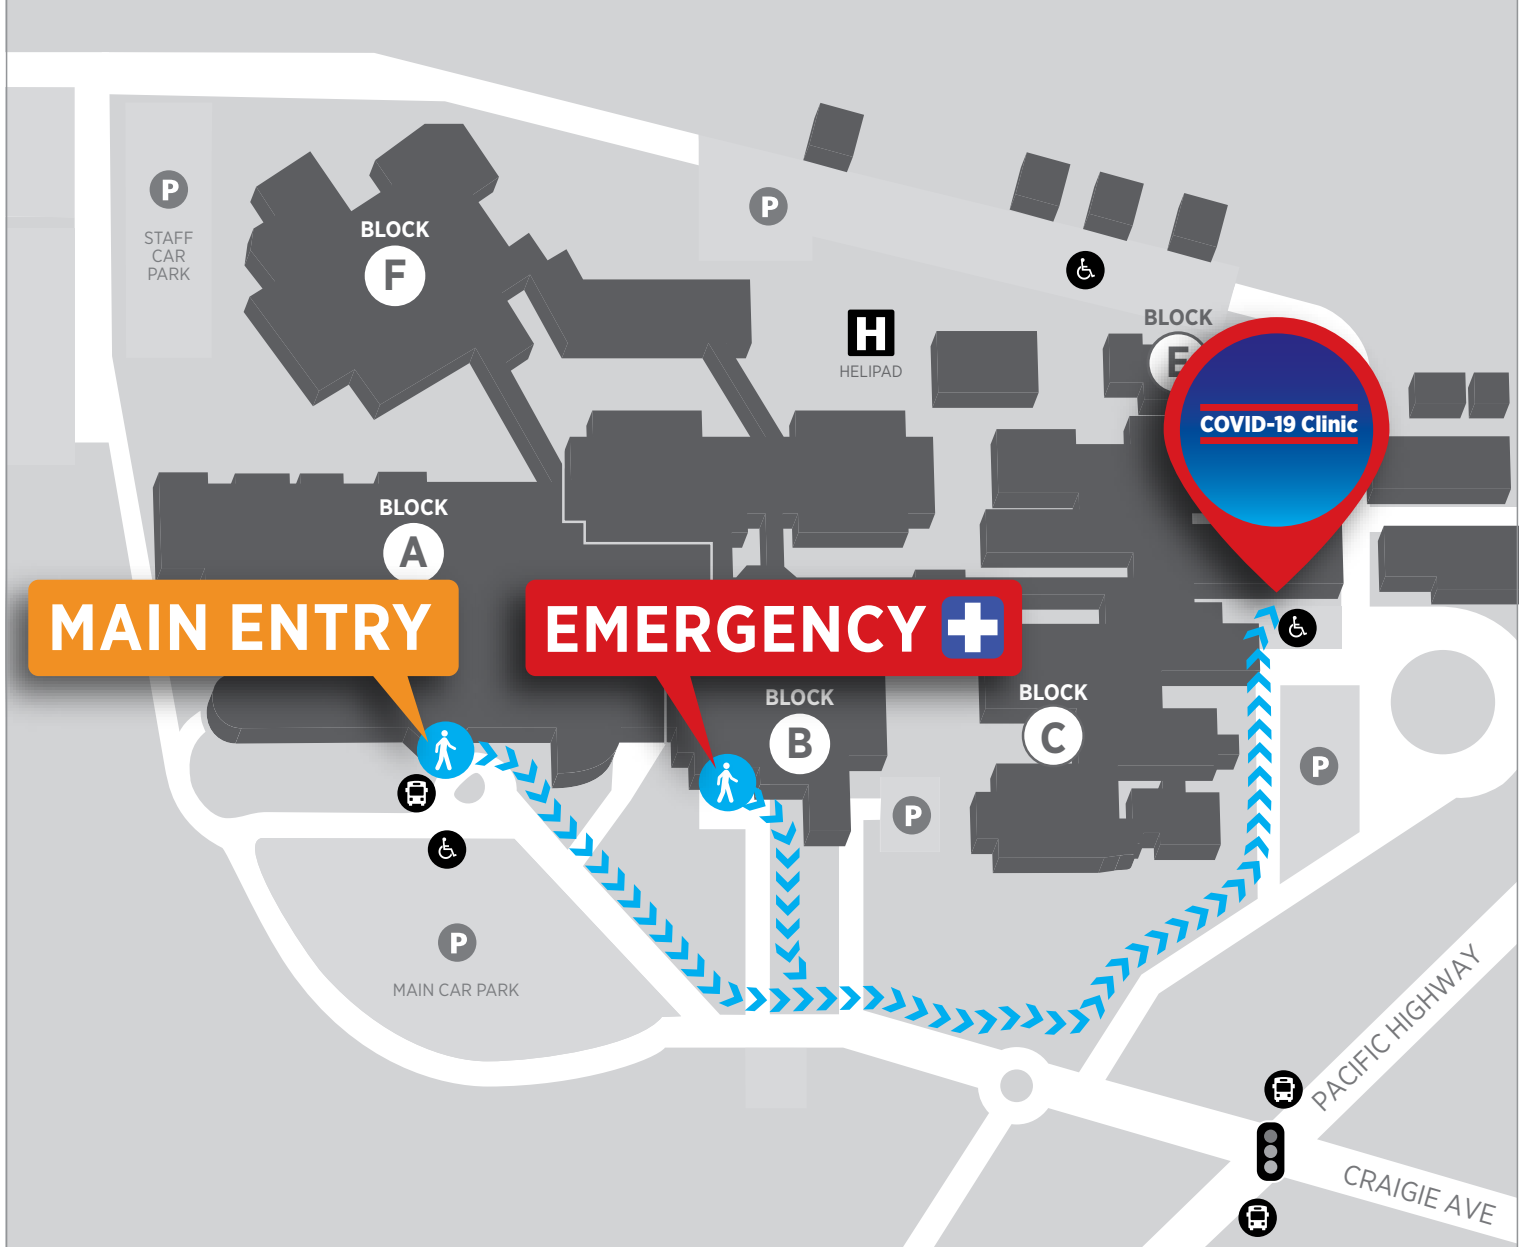 P
STAFF
CAR
PARK
BLOCK
F
P
H
HELIPAD
BLOCK
E
COVID-19 Clinic
BLOCK
A
MAIN ENTRY
EMERGENCY
BLOCK
B
BLOCK
C
P
P
P
MAIN CAR PARK
PACIFIC HIGHWAY
CRAIGIE AVE